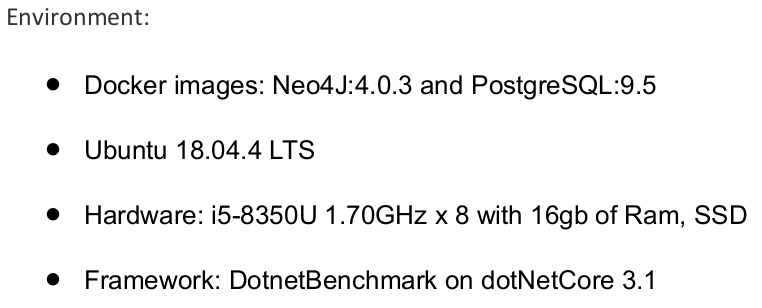 Environment:
● Docker images: Neo4J:4.0.3 and PostgreSQL:9.5
● Ubuntu 18.04.4 LTS
● Hardware: i5-8350U 1.70GHz x 8 with 16gb of Ram, SSD
● Framework: DotnetBenchmark on dotNetCore 3.1